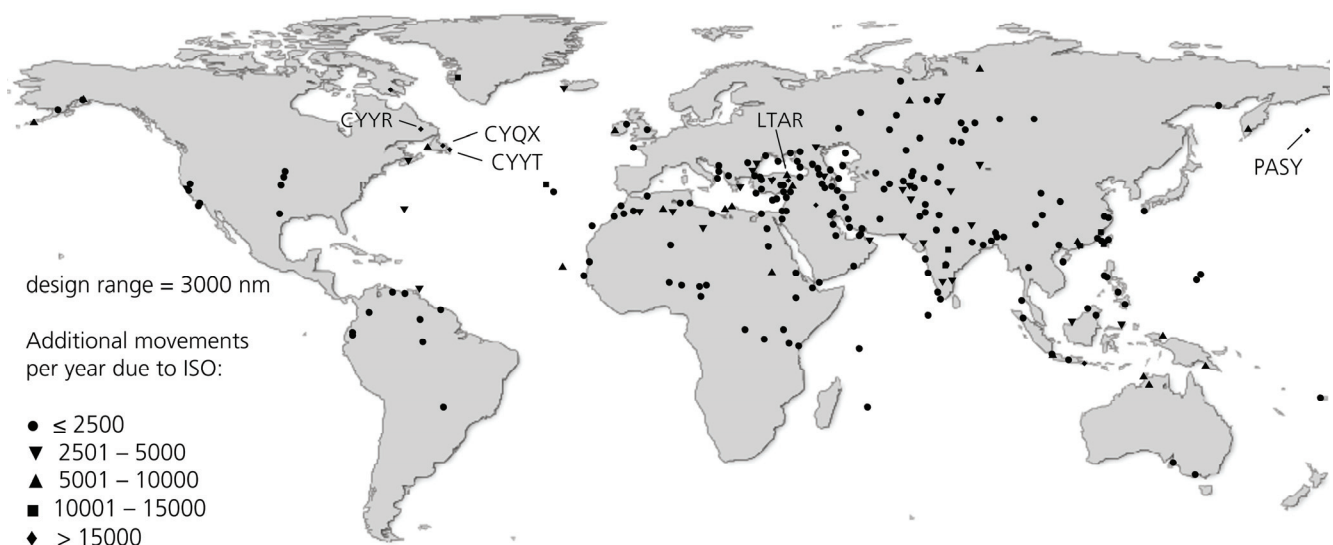 CYYR
CYQX
CYYT
LTAR
PASY
design range = 3000 nm
Additional movements
per year due to ISO:
≤ 2500
2501 – 5000
5001 – 10000
10001 – 15000
> 15000